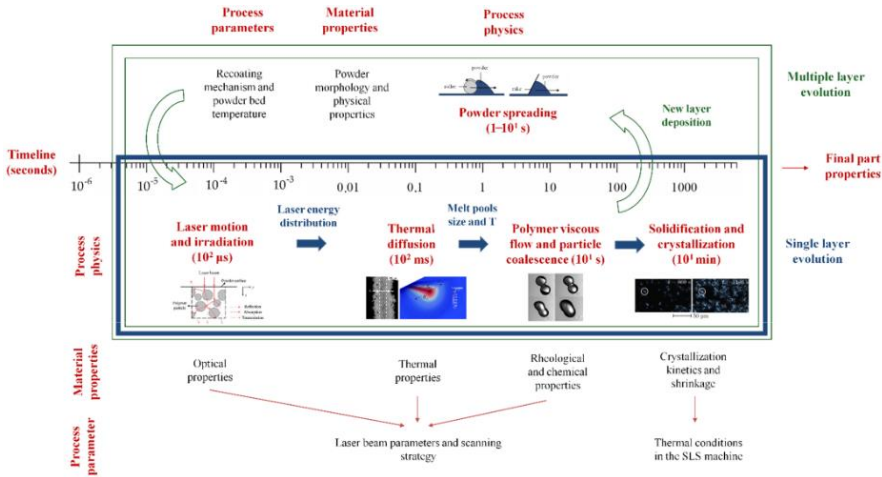 Process
parameters
Material
properties
Process
physics
Recoating
mechanism and
powder bed
temperature
Powder
morphology and
physical
properties
powder
roller
powder
Powder spreading
(1–10¹ s)
New layer
deposition
Multiple layer
evolution
Timeline
(seconds)
10⁻⁶
10⁻⁵
10⁻⁴
10⁻³
0,01
0,1
1
10
100
1000
Final part
properties
Process
physics
Laser motion
and irradiation
(10² µs)
Laser energy
distribution
Thermal
diffusion
(10² ms)
Melt pools
size and T
Polymer viscous
flow and particle
coalescence (10¹ s)
Solidification and
crystallization
(10¹ min)
Single layer
evolution
Laser beam
Material
properties
Optical
properties
Thermal
properties
Rheological
and chemical
properties
Crystallization
kinetics and
shrinkage
Process
parameter
Laser beam parameters and scanning
strategy
Thermal conditions
in the SLS machine